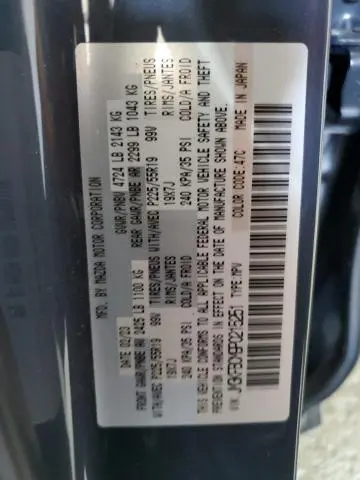 MFD. BY MAZDA MOTOR CORPORATION
DATE 02/23 GVWR/PNBV 4724 LB 2143 KG
FRONT GAWR/PNBE AV 2425 LB 1100 KG REAR GAWR/PNBE AR 2299 LB 1043 KG
WITH/AVEC P225/55R19 99V TIRES/PNEUS WITH/AVEC P225/55R19 99V TIRES/PNEUS
19X7J RIMS/JANTES 19X7J RIMS/JANTES
240 KPA/35 PSI COLD/A FROID 240 KPA/35 PSI COLD/A FROID
THIS VEHICLE CONFORMS TO ALL APPLICABLE FEDERAL MOTOR VEHICLE SAFETY AND THEFT
PREVENTION STANDARDS IN EFFECT ON THE DATE OF MANUFACTURE SHOWN ABOVE.
VIN: TYPE:MPV COLOR CODE:47C MADE IN JAPAN